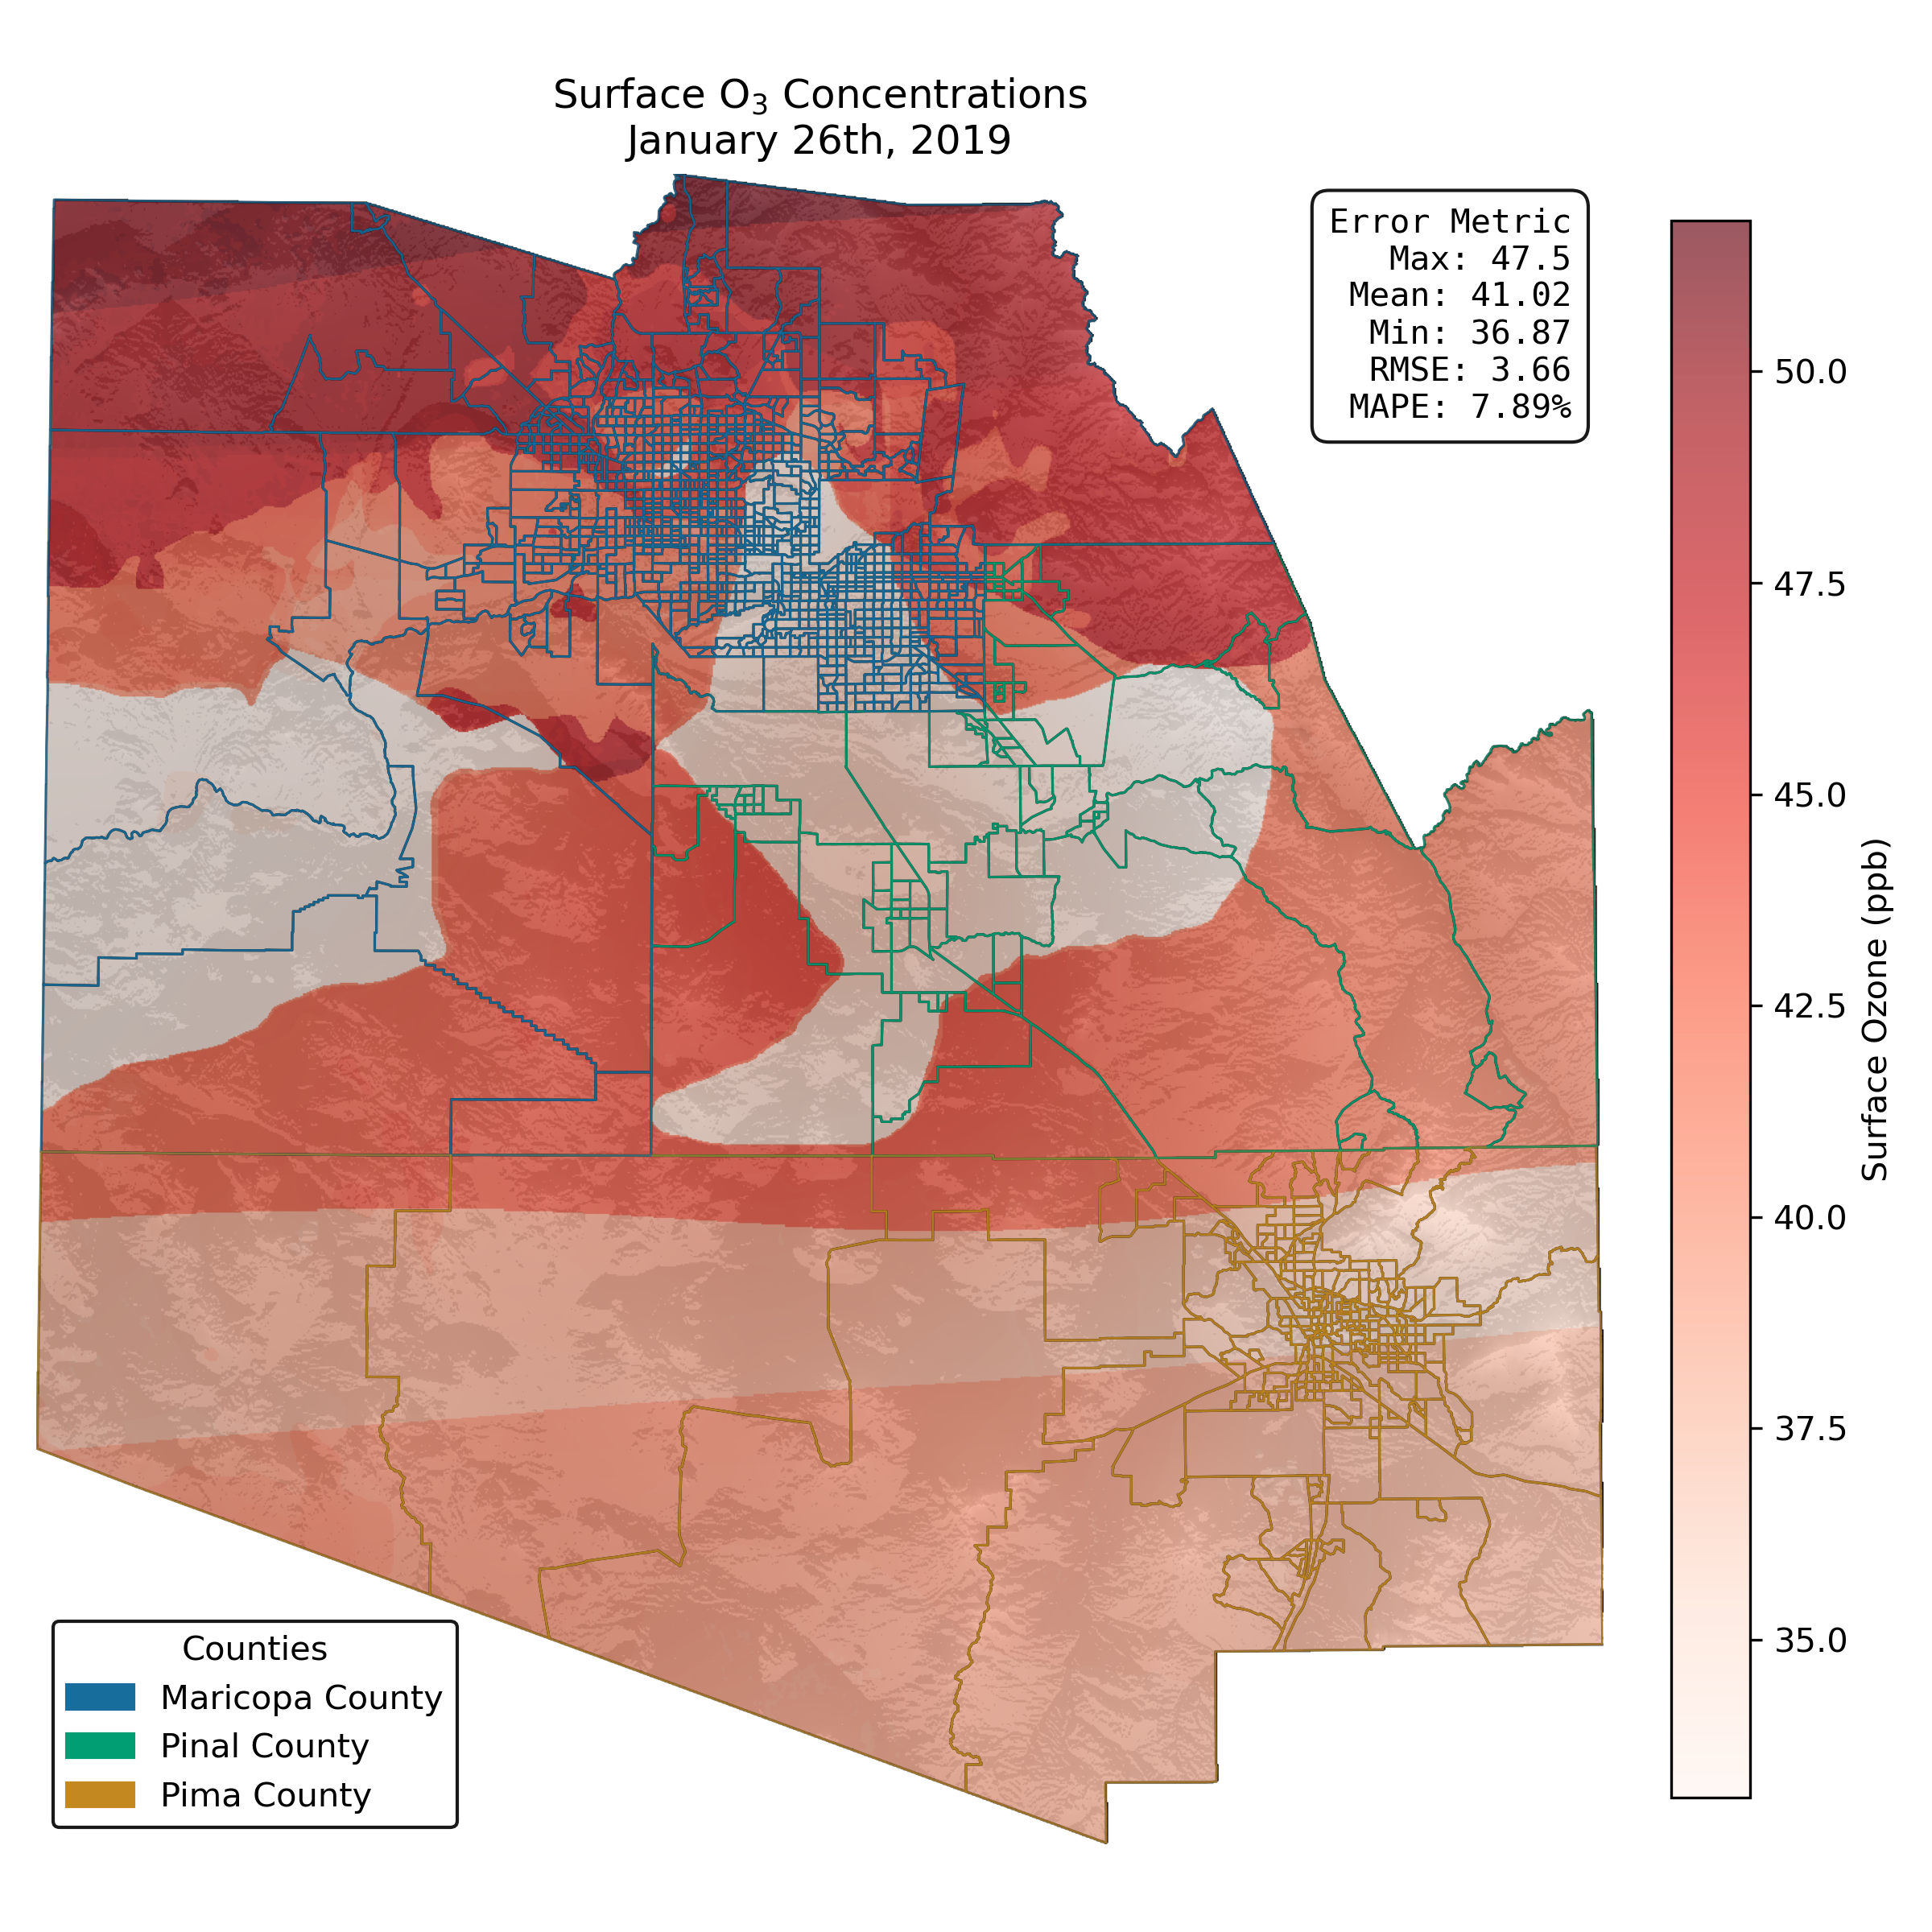 Surface O₃ Concentrations
January 26th, 2019
Error Metric
Max: 47.5
Mean: 41.02
Min: 36.87
RMSE: 3.66
MAPE: 7.89%
50.0
47.5
45.0
42.5
40.0
37.5
35.0
Surface Ozone (ppb)
Counties
Maricopa County
Pinal County
Pima County